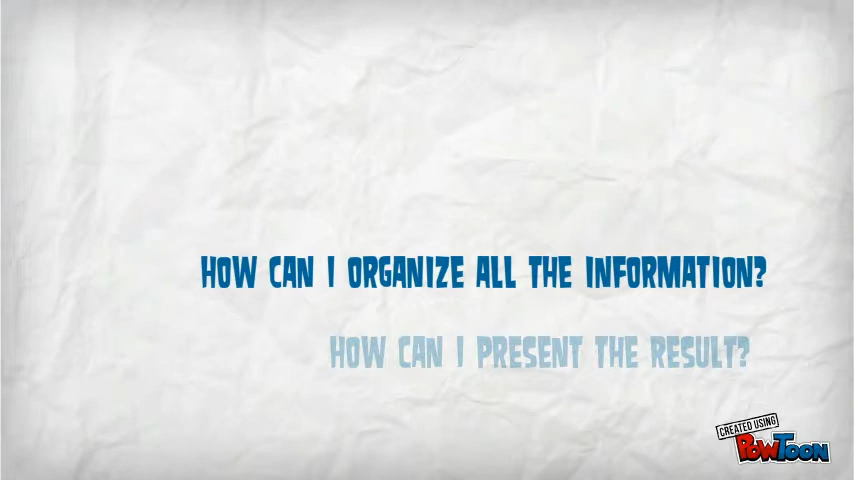 HOW CAN I ORGANIZE ALL THE INFORMATION?
HOW CAN I PRESENT THE RESULT?
CREATED USING
POWTOON